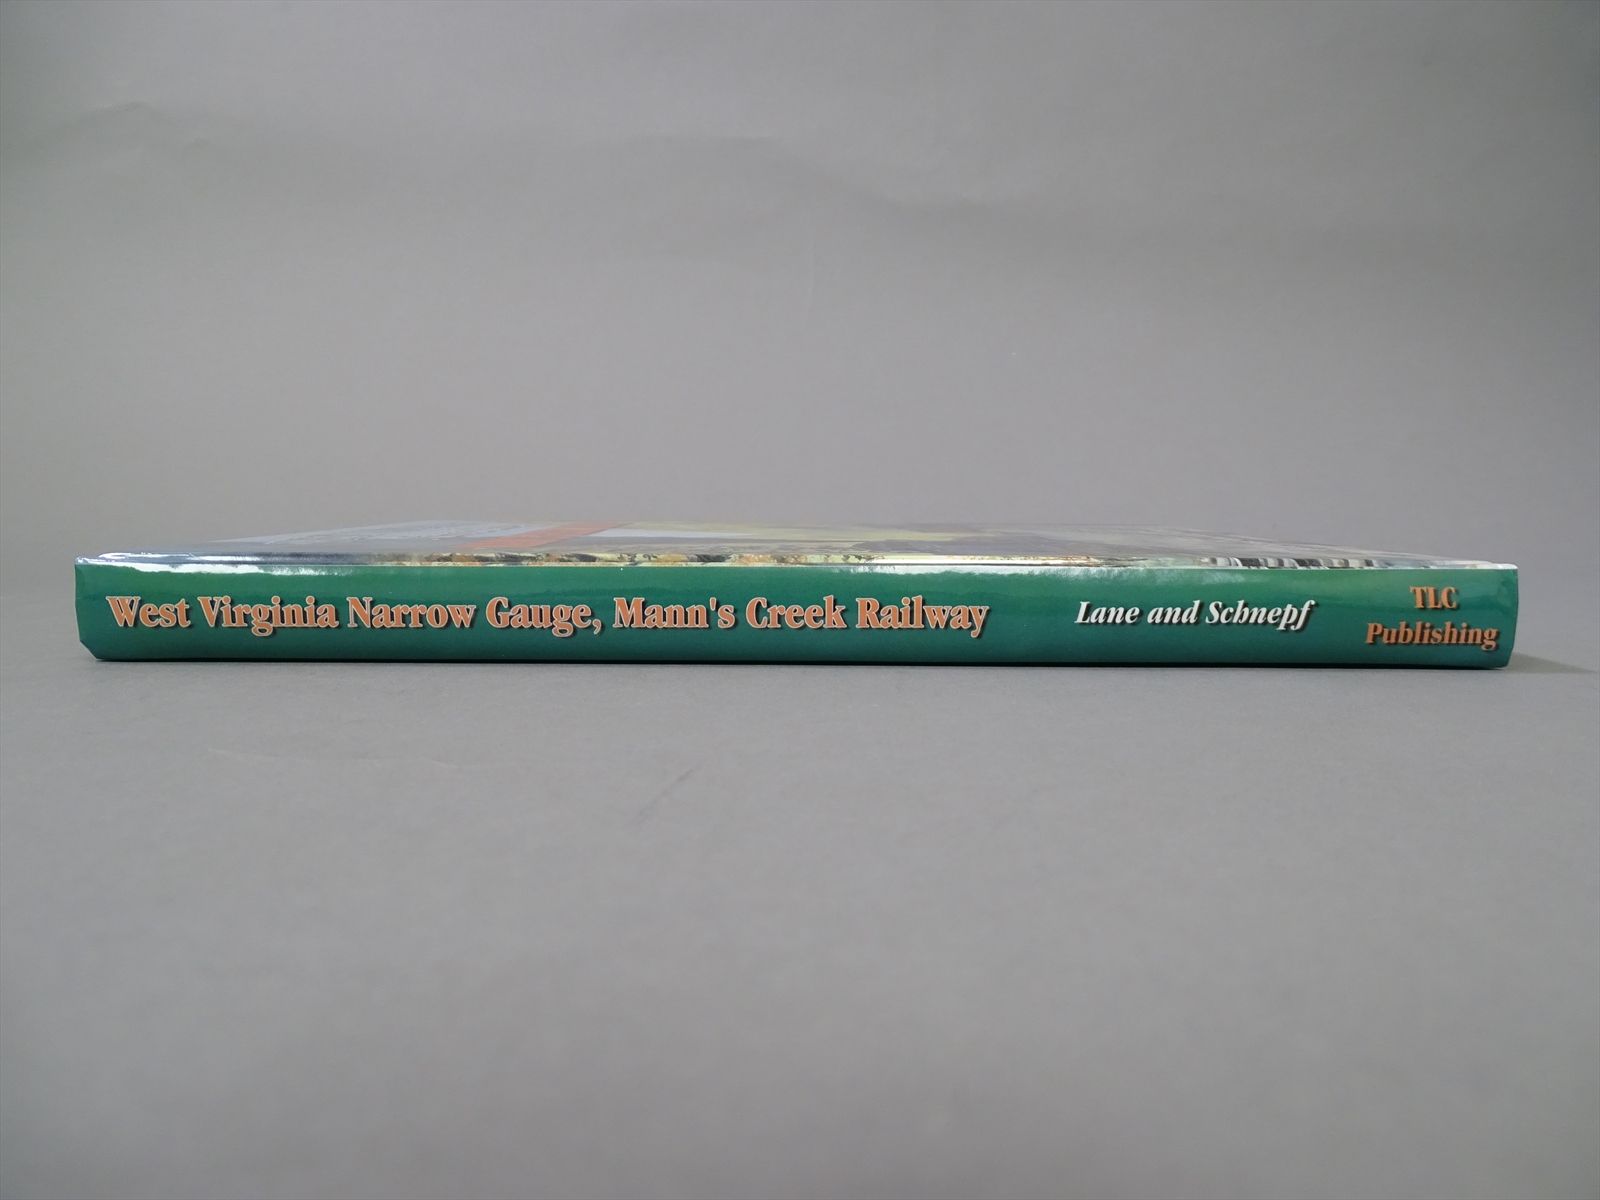 West Virginia Narrow Gauge, Mann's Creek Railway
Lane and Schnepf
TLC
Publishing